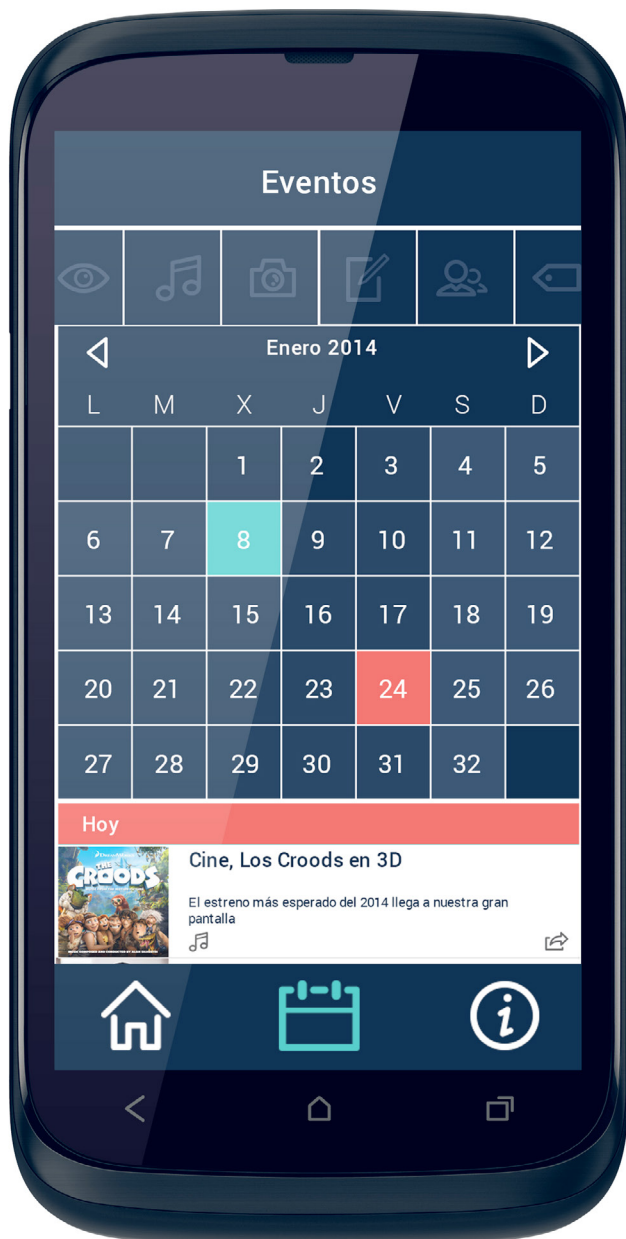 Eventos
Enero 2014
L M X J V S D
1 2 3 4 5
6 7 8 9 10 11 12
13 14 15 16 17 18 19
20 21 22 23 24 25 26
27 28 29 30 31 32
Hoy
THE
CROODS
Cine, Los Croods en 3D
El estreno más esperado del 2014 llega a nuestra gran
pantalla
i